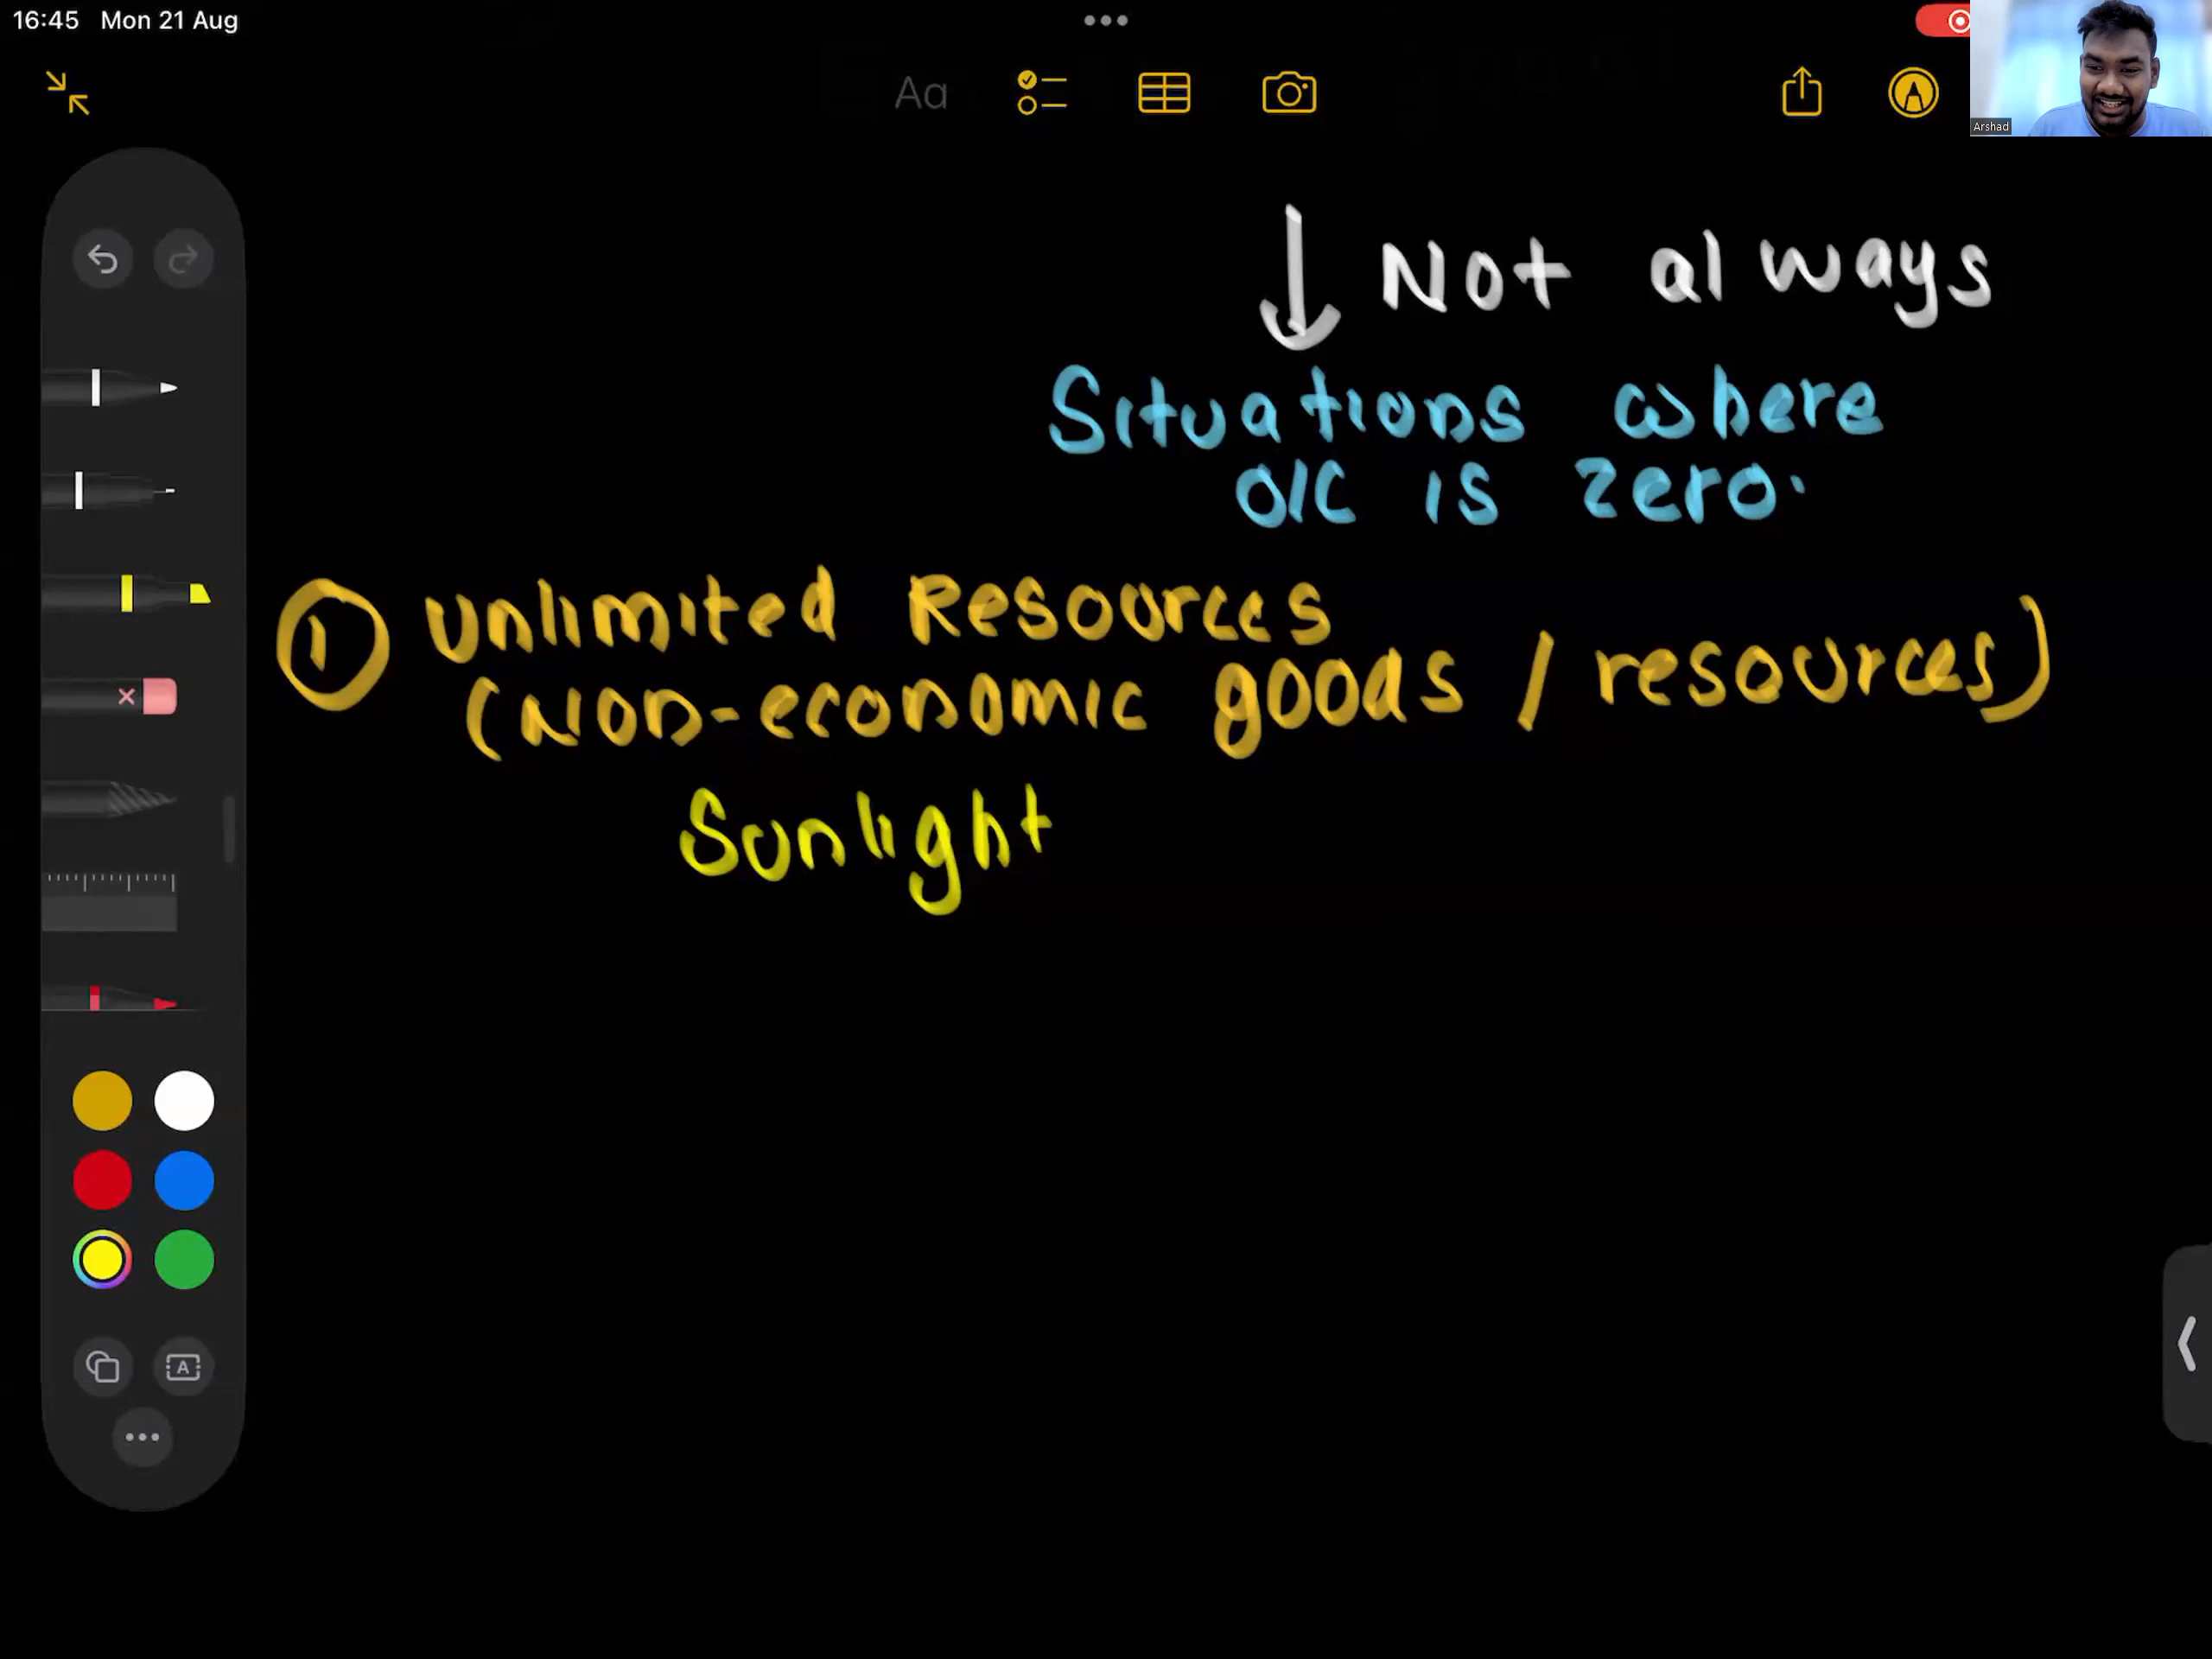 16:45 Mon 21 Aug
Aa
Arshad
Not always
Situations where
O/C is zero.
① Unlimited Resources
(Non-economic goods / resources)
Sunlight
A